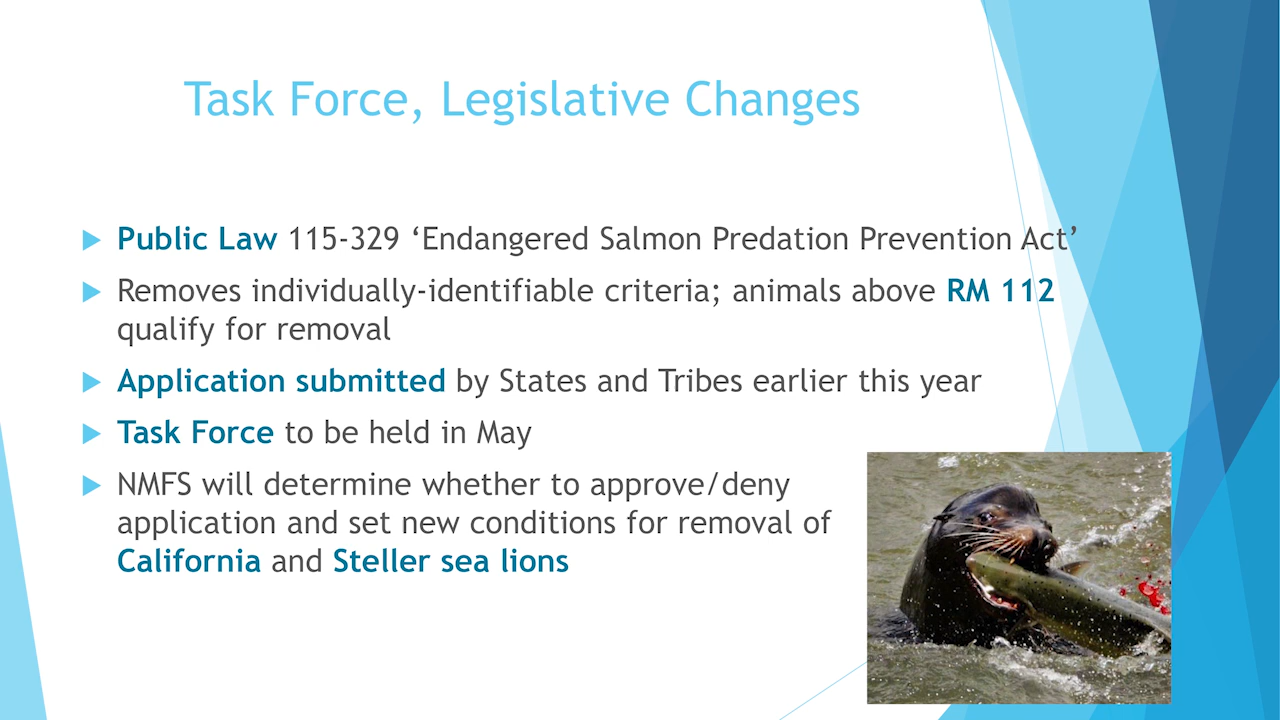 Task Force, Legislative Changes
Public Law 115-329 ‘Endangered Salmon Predation Prevention Act’
Removes individually-identifiable criteria; animals above RM 112
qualify for removal
Application submitted by States and Tribes earlier this year
Task Force to be held in May
NMFS will determine whether to approve/deny
application and set new conditions for removal of
California and Steller sea lions